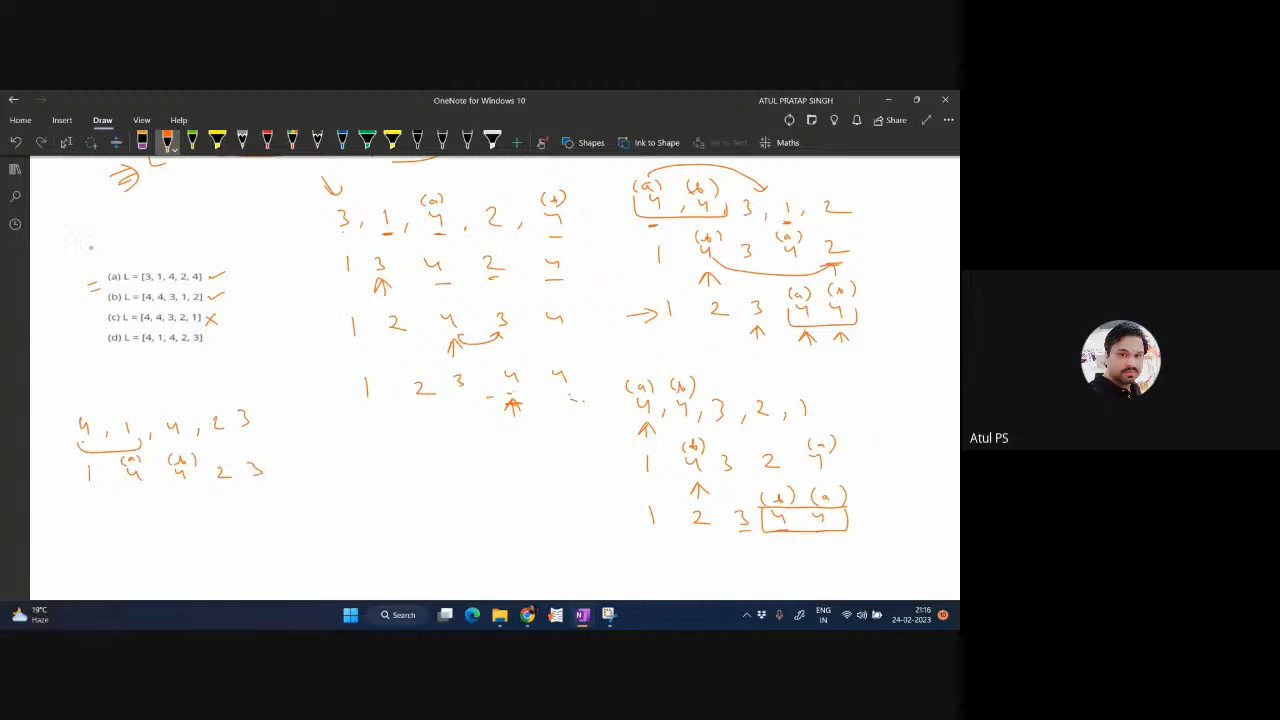 OneNote for Windows 10
ATUL PRATAP SINGH
Home Insert Draw View Help
Share
Shapes Ink to Shape Ink to Text Maths
(a) (b)
3, 1, 4, 2, 4
1 3 4 2 4
1 2 4 3 4
1 2 3 4 4
(a) (b)
4, 4, 3, 1, 2
(b) (a)
1 4 3 4 2
(a) (b)
1 2 3 4 4
(a) L = [3, 1, 4, 2, 4]
(b) L = [4, 4, 3, 1, 2]
(c) L = [4, 4, 3, 2, 1]
(d) L = [4, 1, 4, 2, 3]
4, 1, 4, 2 3
(a) (b)
1 4 4 2 3
(a) (b)
4, 4, 3, 2, 1
(b) (a)
1 4 3 2 4
(b) (a)
1 2 3 4 4
Atul PS
19°C
Haze
Search
ENG
IN
21:16
24-02-2023